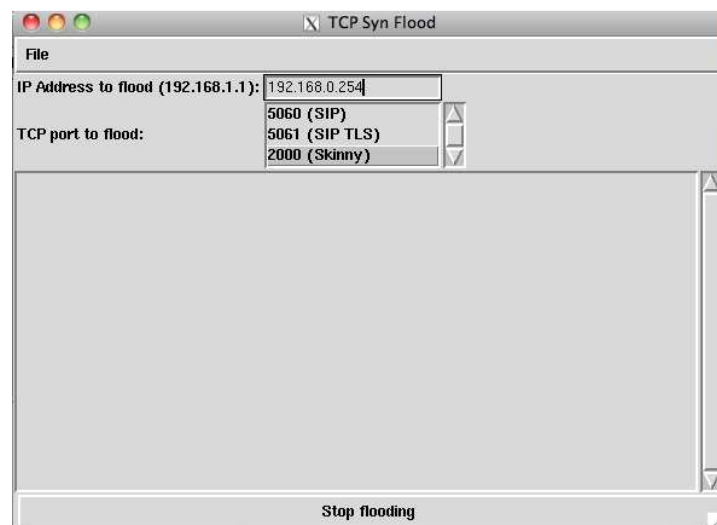 TCP Syn Flood
File
IP Address to flood (192.168.1.1): 192.168.0.254
TCP port to flood:
5060 (SIP)
5061 (SIP TLS)
2000 (Skinny)
Stop flooding